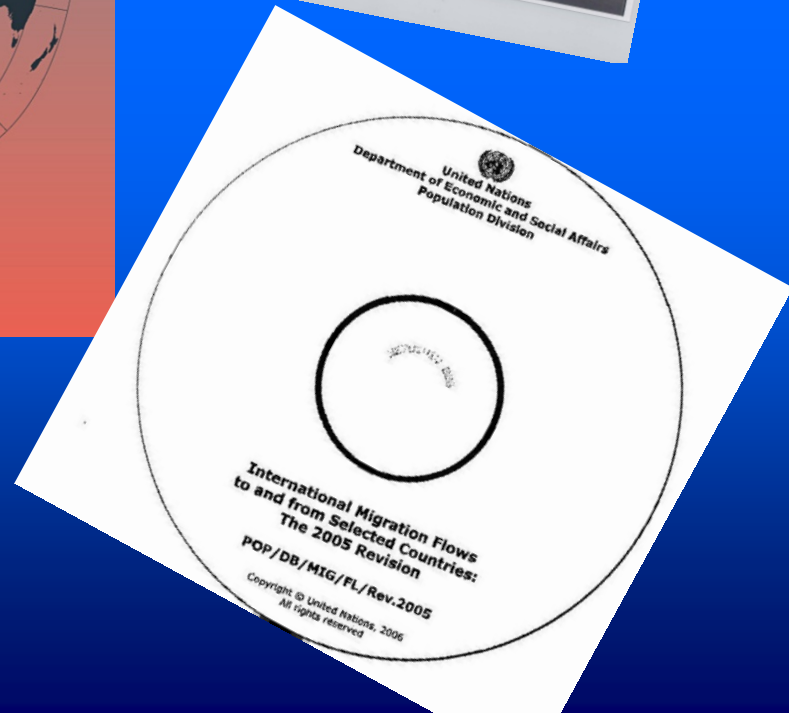 United Nations
Department of Economic and Social Affairs
Population Division
International Migration Flows
to and from Selected Countries:
The 2005 Revision
POP/DB/MIG/FL/Rev.2005
Copyright © United Nations, 2006
All rights reserved